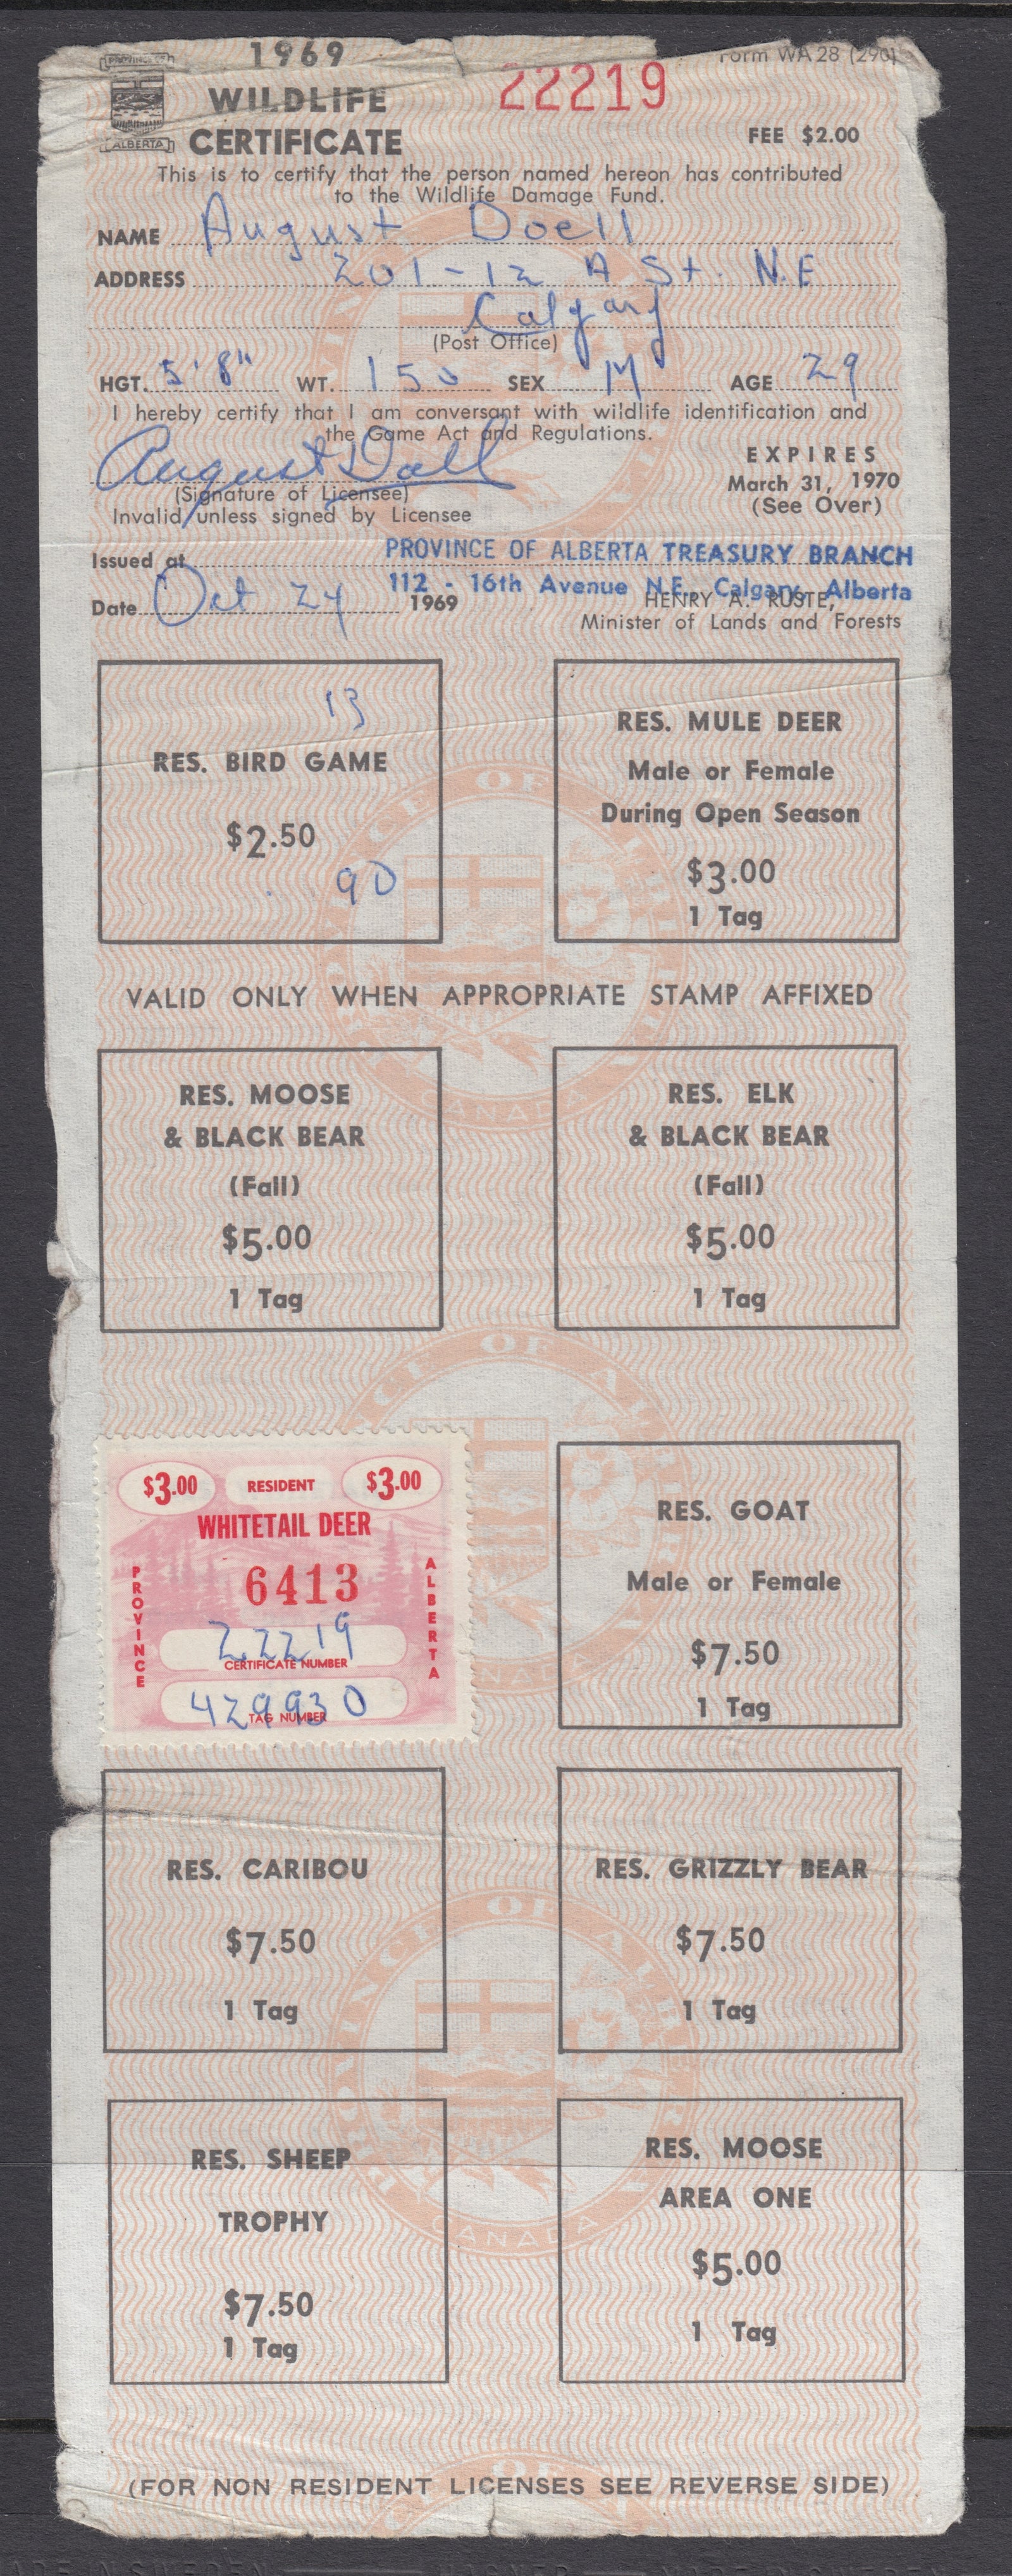 1969
PROVINCE OF
ALBERTA
WILDLIFE
CERTIFICATE
22219
Form WA 28 (290)
FEE $2.00
This is to certify that the person named hereon has contributed
to the Wildlife Damage Fund.
NAME August Doell
ADDRESS 201-12 A St. N.E
Calgary
(Post Office)
HGT. 5'8" WT. 150 SEX M AGE 29
I hereby certify that I am conversant with wildlife identification and
the Game Act and Regulations.
August Doell
(Signature of Licensee)
Invalid unless signed by Licensee
EXPIRES
March 31, 1970
(See Over)
Issued at PROVINCE OF ALBERTA TREASURY BRANCH
112 - 16th Avenue N.E., Calgary, Alberta
Date Oct 24 1969
HENRY A. RUSTE,
Minister of Lands and Forests
13
RES. BIRD GAME
$2.50
90
RES. MULE DEER
Male or Female
During Open Season
$3.00
1 Tag
VALID ONLY WHEN APPROPRIATE STAMP AFFIXED
RES. MOOSE
& BLACK BEAR
(Fall)
$5.00
1 Tag
RES. ELK
& BLACK BEAR
(Fall)
$5.00
1 Tag
$3.00 RESIDENT $3.00
WHITETAIL DEER
6413
PROVINCE
ALBERTA
22219
CERTIFICATE NUMBER
429930
TAG NUMBER
RES. GOAT
Male or Female
$7.50
1 Tag
RES. CARIBOU
$7.50
1 Tag
RES. GRIZZLY BEAR
$7.50
1 Tag
RES. SHEEP
TROPHY
$7.50
1 Tag
RES. MOOSE
AREA ONE
$5.00
1 Tag
(FOR NON RESIDENT LICENSES SEE REVERSE SIDE)